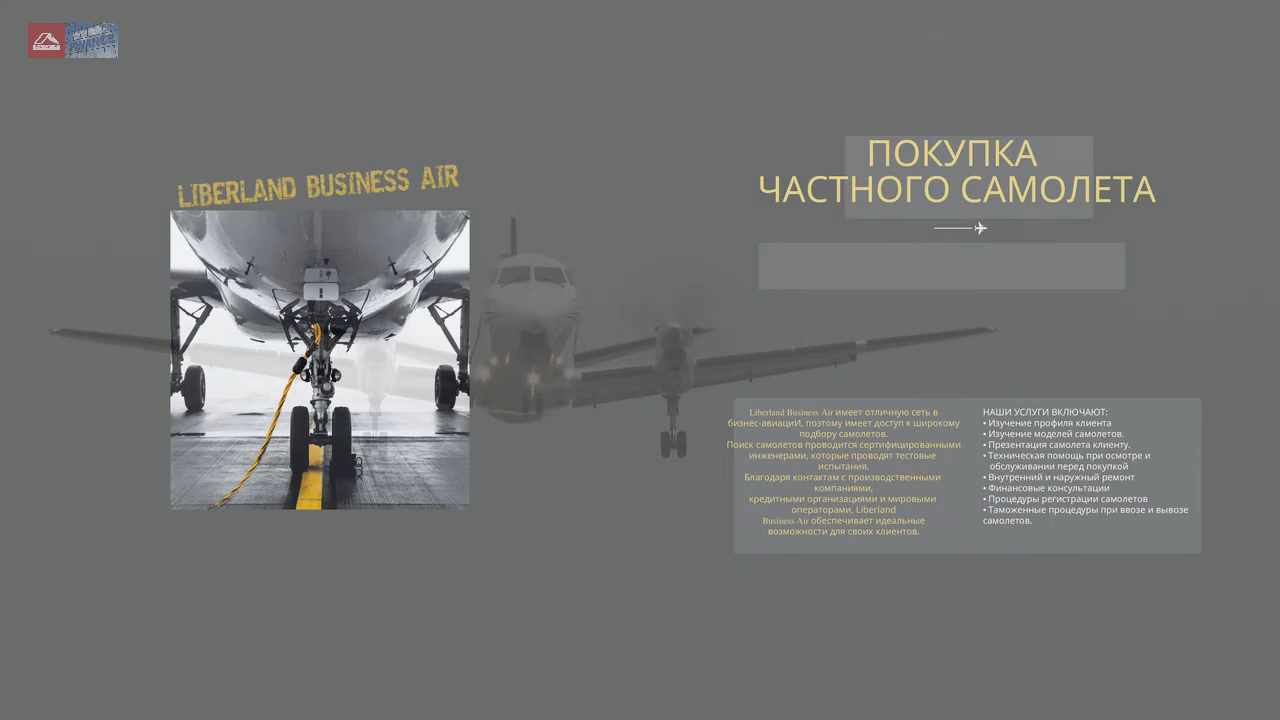 FINANCE
LIBERLAND BUSINESS AIR
ПОКУПКА
ЧАСТНОГО САМОЛЕТА
Liberland Business Air имеет отличную сеть в
бизнес-авиациИ, поэтому имеет доступ к широкому
подбору самолетов.
Поиск самолетов проводится сертифицированными
инженерами, которые проводят тестовые
испытания.
Благодаря контактам с производственными
компаниями,
кредитными организациями и мировыми
операторами, Liberland
Business Air обеспечивает идеальные
возможности для своих клиентов.
НАШИ УСЛУГИ ВКЛЮЧАЮТ:
• Изучение профиля клиента
• Изучение моделей самолетов.
• Презентация самолета клиенту.
• Техническая помощь при осмотре и
обслуживании перед покупкой
• Внутренний и наружный ремонт
• Финансовые консультации
• Процедуры регистрации самолетов
• Таможенные процедуры при ввозе и вывозе
самолетов.